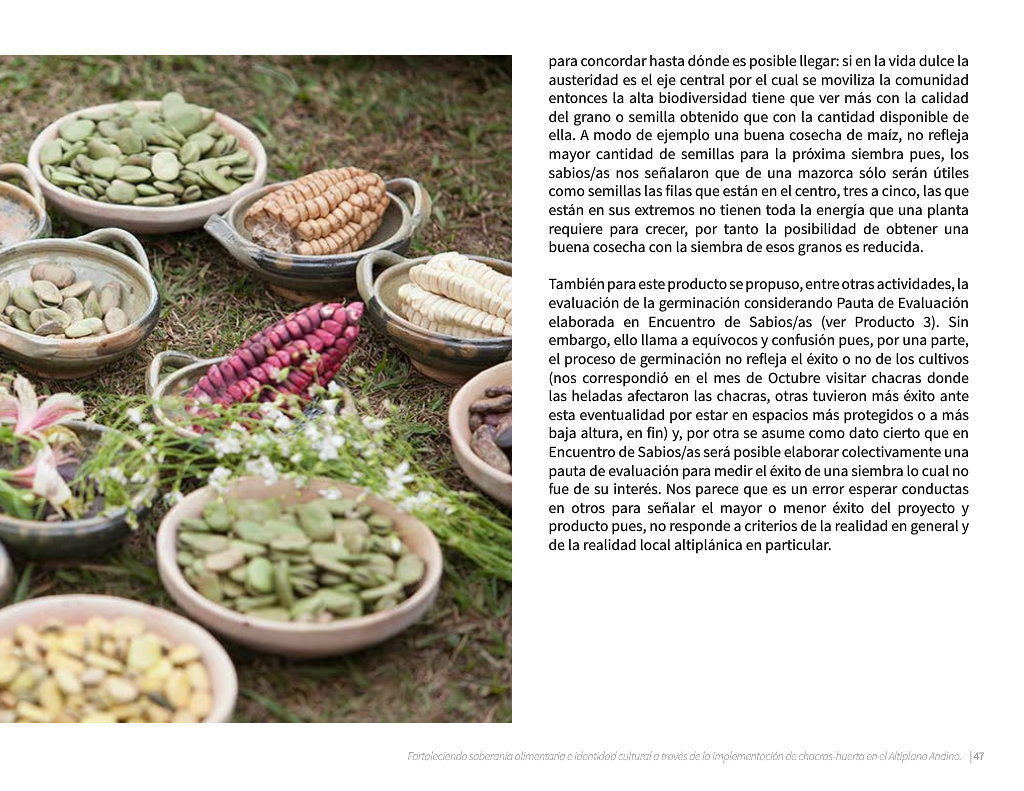 para concordar hasta dónde es posible llegar: si en la vida dulce la
austeridad es el eje central por el cual se moviliza la comunidad
entonces la alta biodiversidad tiene que ver más con la calidad
del grano o semilla obtenido que con la cantidad disponible de
ella. A modo de ejemplo una buena cosecha de maíz, no refleja
mayor cantidad de semillas para la próxima siembra pues, los
sabios/as nos señalaron que de una mazorca sólo serán útiles
como semillas las filas que están en el centro, tres a cinco, las que
están en sus extremos no tienen toda la energía que una planta
requiere para crecer, por tanto la posibilidad de obtener una
buena cosecha con la siembra de esos granos es reducida.
También para este producto se propuso, entre otras actividades, la
evaluación de la germinación considerando Pauta de Evaluación
elaborada en Encuentro de Sabios/as (ver Producto 3). Sin
embargo, ello llama a equívocos y confusión pues, por una parte,
el proceso de germinación no refleja el éxito o no de los cultivos
(nos correspondió en el mes de Octubre visitar chacras donde
las heladas afectaron las chacras, otras tuvieron más éxito ante
esta eventualidad por estar en espacios más protegidos o a más
baja altura, en fin) y, por otra se asume como dato cierto que en
Encuentro de Sabios/as será posible elaborar colectivamente una
pauta de evaluación para medir el éxito de una siembra lo cual no
fue de su interés. Nos parece que es un error esperar conductas
en otros para señalar el mayor o menor éxito del proyecto y
producto pues, no responde a criterios de la realidad en general y
de la realidad local altiplánica en particular.
Fortaleciendo soberanía alimentaria e identidad cultural a través de la implementación de chacras-huerta en el Altiplano Andino. |47